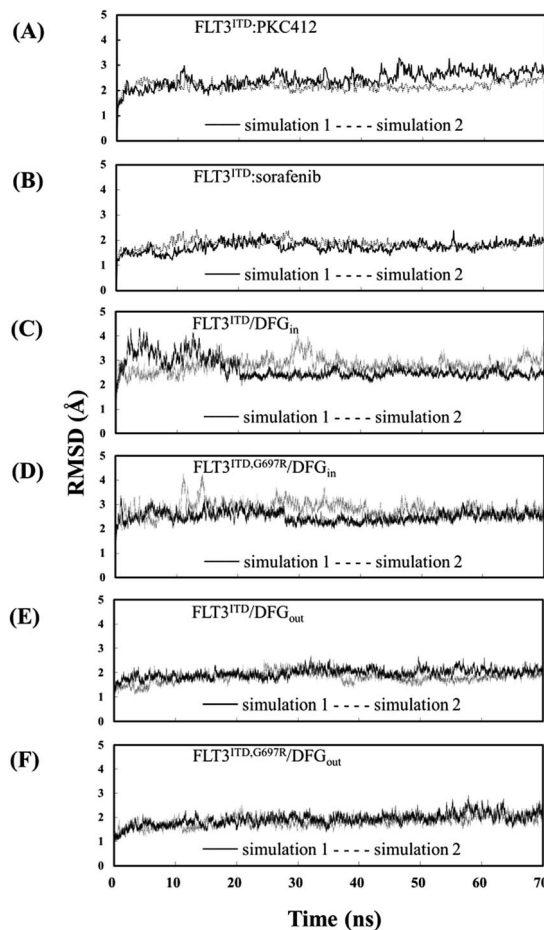 (A)
FLT3ITD:PKC412
5
4
3
2
1
0
simulation 1 simulation 2
(B)
FLT3ITD:sorafenib
5
4
3
2
1
0
simulation 1 simulation 2
(C)
FLT3ITD/DFGin
5
4
3
2
1
0
simulation 1 simulation 2
RMSD (Å)
(D)
FLT3ITD,G697R/DFGin
5
4
3
2
1
0
simulation 1 simulation 2
(E)
FLT3ITD/DFGout
5
4
3
2
1
0
simulation 1 simulation 2
(F)
FLT3ITD,G697R/DFGout
5
4
3
2
1
0
simulation 1 simulation 2
0 10 20 30 40 50 60 70
Time (ns)